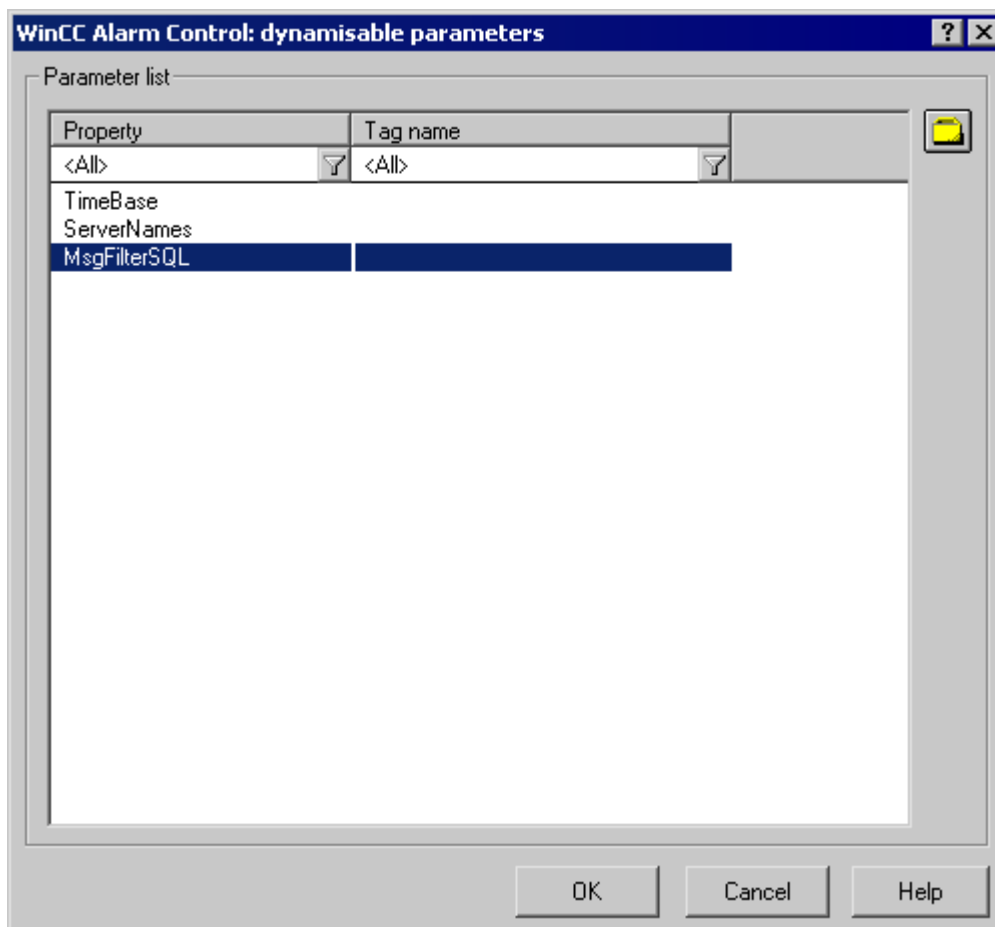 WinCC Alarm Control: dynamisable parameters
Parameter list
Property Tag name
<All> <All>
TimeBase
ServerNames
MsgFilterSQL
OK Cancel Help